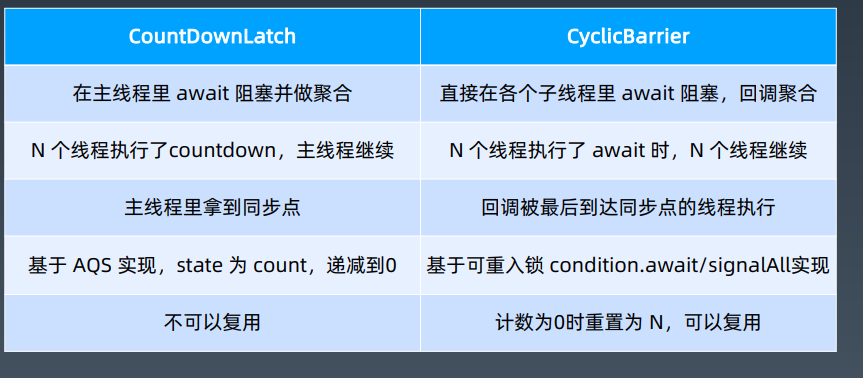 CountDownLatch
CyclicBarrier
在主线程里 await 阻塞并做聚合
直接在各个子线程里 await 阻塞，回调聚合
N 个线程执行了countdown，主线程继续
N 个线程执行了 await 时，N 个线程继续
主线程里拿到同步点
回调被最后到达同步点的线程执行
基于 AQS 实现，state 为 count，递减到0
基于可重入锁 condition.await/signalAll实现
不可以复用
计数为0时重置为 N，可以复用